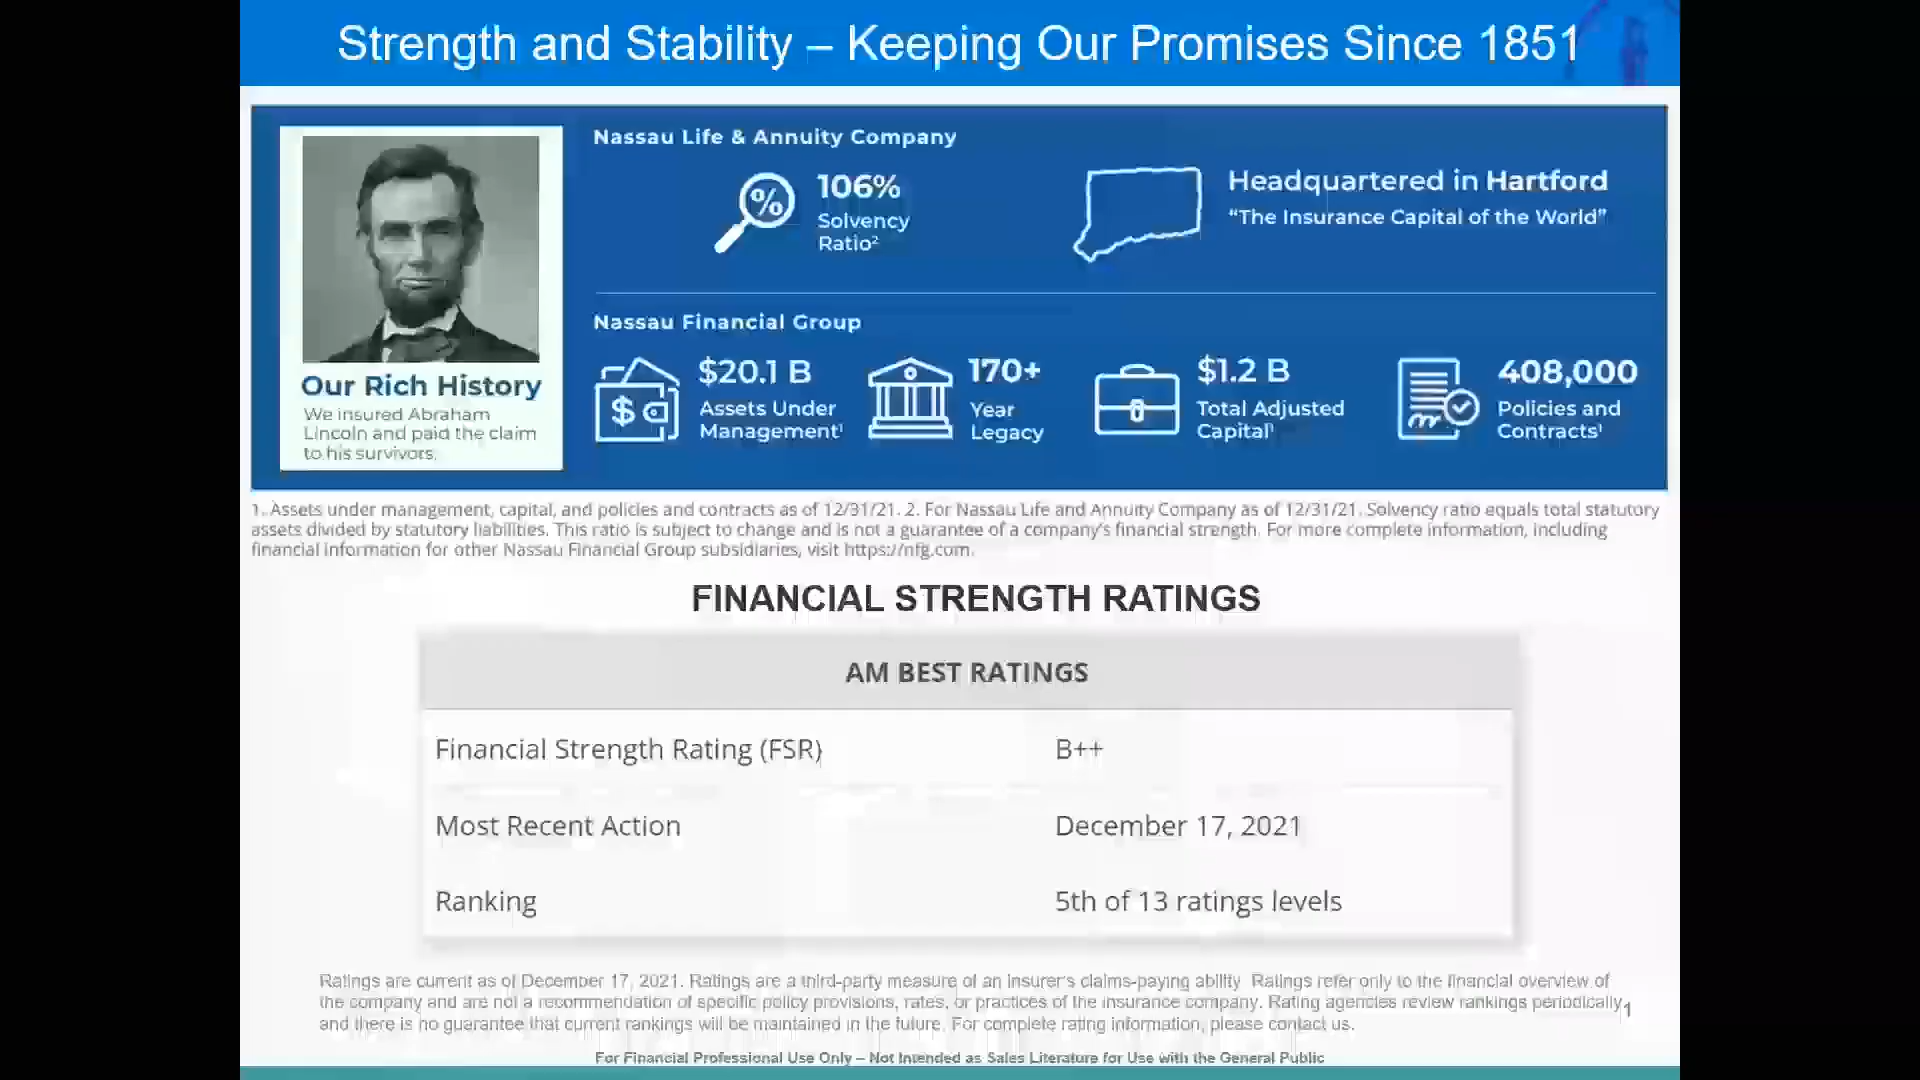 Strength and Stability – Keeping Our Promises Since 1851
Nassau Life & Annuity Company
%
106%
Solvency
Ratio²
Headquartered in Hartford
“The Insurance Capital of the World”
Our Rich History
We insured Abraham
Lincoln and paid the claim
to his survivors.
Nassau Financial Group
$
$20.1 B
Assets Under
Management¹
170+
Year
Legacy
$1.2 B
Total Adjusted
Capital¹
408,000
Policies and
Contracts¹
1. Assets under management, capital, and policies and contracts as of 12/31/21. 2. For Nassau Life and Annuity Company as of 12/31/21. Solvency ratio equals total statutory
assets divided by statutory liabilities. This ratio is subject to change and is not a guarantee of a company's financial strength. For more complete information, including
financial information for other Nassau Financial Group subsidiaries, visit https://nfg.com.
FINANCIAL STRENGTH RATINGS
AM BEST RATINGS
Financial Strength Rating (FSR) B++
Most Recent Action December 17, 2021
Ranking 5th of 13 ratings levels
Ratings are current as of December 17, 2021. Ratings are a third-party measure of an insurer's claims-paying ability. Ratings refer only to the financial overview of
the company and are not a recommendation of specific policy provisions, rates, or practices of the insurance company. Rating agencies review rankings periodically
and there is no guarantee that current rankings will be maintained in the future. For complete rating information, please contact us.
1
For Financial Professional Use Only – Not Intended as Sales Literature for Use with the General Public